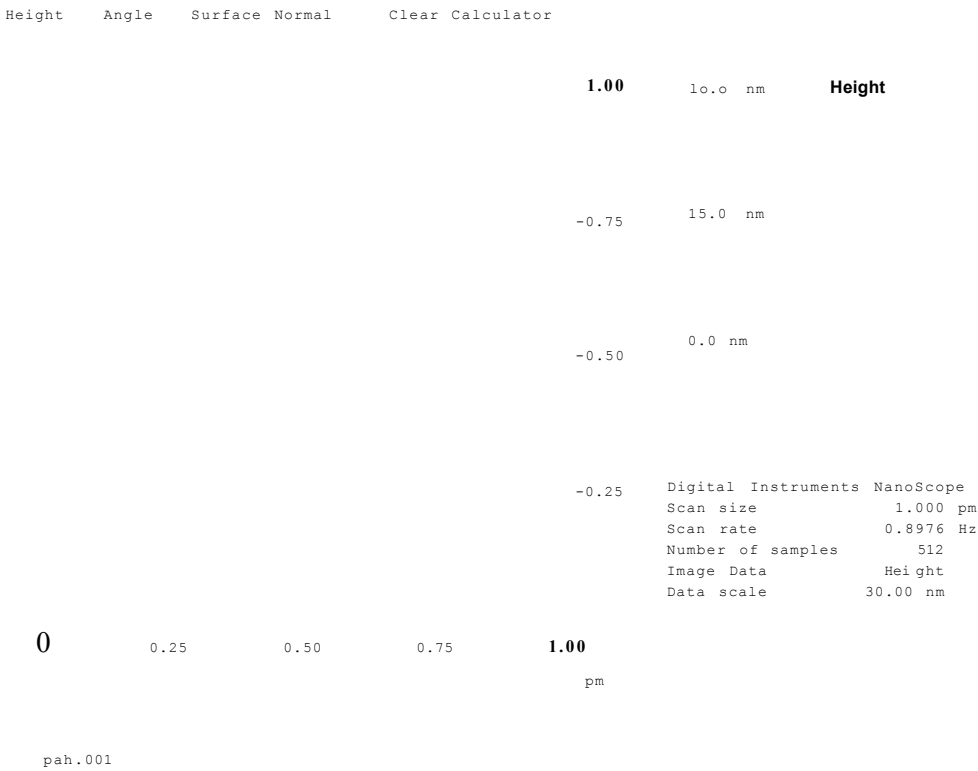 Height Angle Surface Normal Clear Calculator
1.00 lo.o nm Height
-0.75 15.0 nm
-0.50 0.0 nm
-0.25 Digital Instruments NanoScope
Scan size 1.000 pm
Scan rate 0.8976 Hz
Number of samples 512
Image Data Hei ght
Data scale 30.00 nm
0 0.25 0.50 0.75 1.00
pm
pah.001